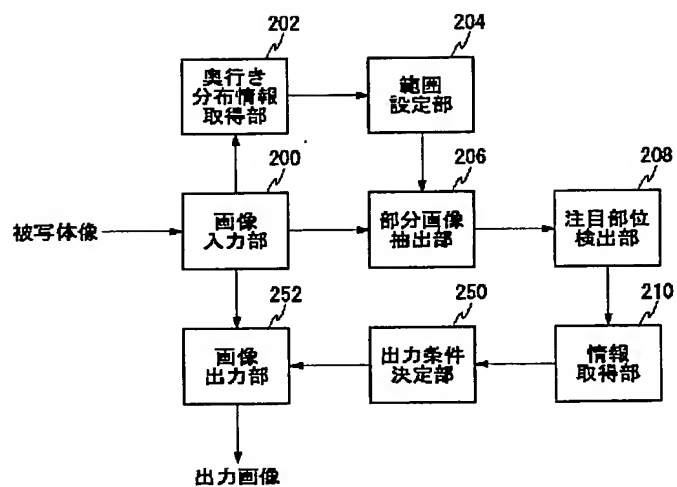 202
204
奥行き
分布情報
取得部
範囲
設定部
200
206
208
被写体像
画像
入力部
部分画像
抽出部
注目部位
検出部
252
250
210
画像
出力部
出力条件
決定部
情報
取得部
出力画像